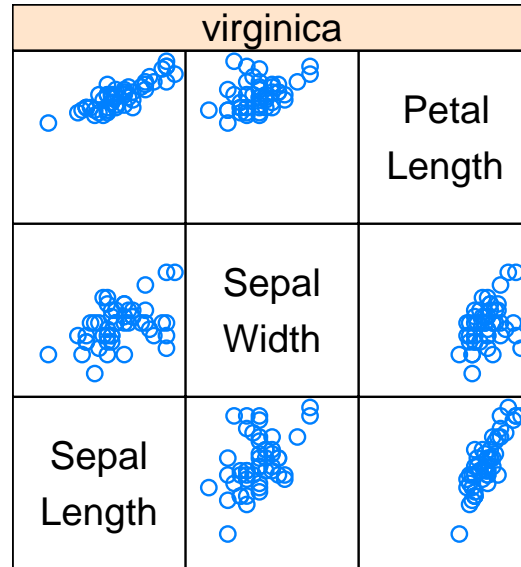 virginica
Petal
Length
Sepal
Width
Sepal
Length